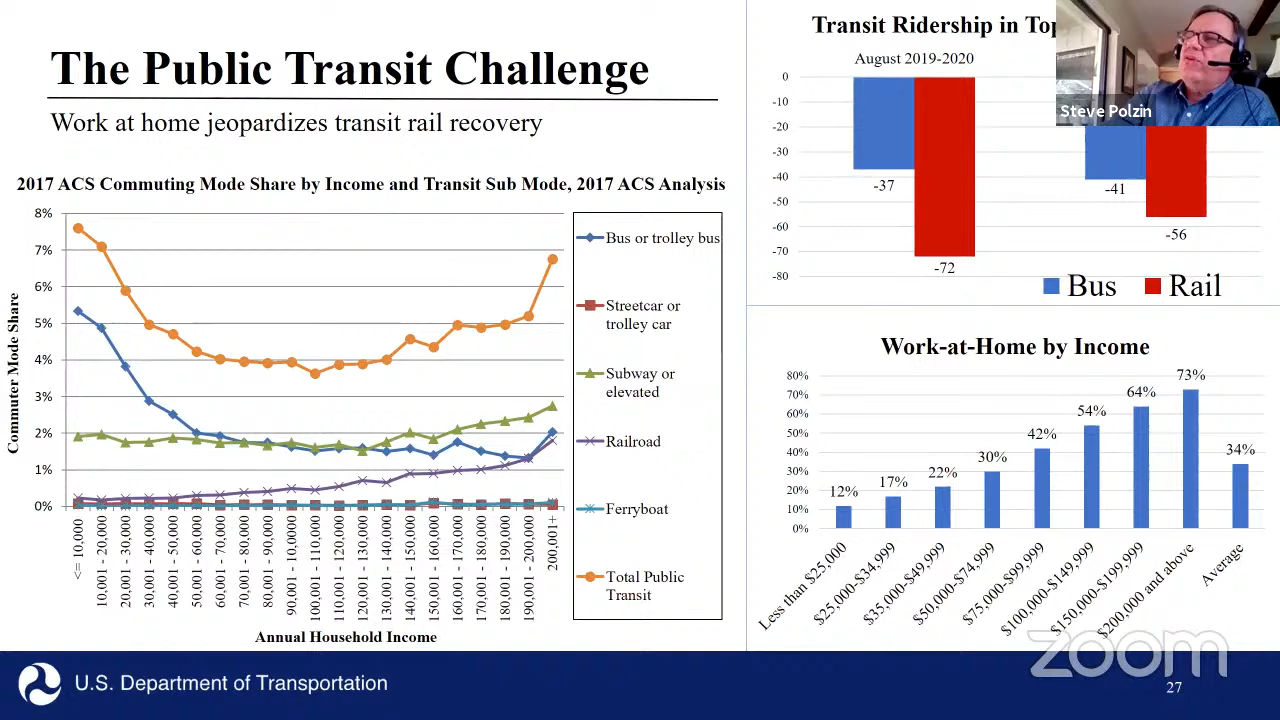 The Public Transit Challenge
Work at home jeopardizes transit rail recovery
2017 ACS Commuting Mode Share by Income and Transit Sub Mode, 2017 ACS Analysis
Commuter Mode Share
8%
7%
6%
5%
4%
3%
2%
1%
0%
<= 10,000
10,001 - 20,000
20,001 - 30,000
30,001 - 40,000
40,001 - 50,000
50,001 - 60,000
60,001 - 70,000
70,001 - 80,000
80,001 - 90,000
90,001 - 10,0000
100,001 - 110,000
110,001 - 120,000
120,001 - 130,000
130,001 - 140,000
140,001 - 150,000
150,001 - 160,000
160,001 - 170,000
170,001 - 180,000
180,001 - 190,000
190,001 - 200,000
200,001+
Annual Household Income
Bus or trolley bus
Streetcar or
trolley car
Subway or
elevated
Railroad
Ferryboat
Total Public
Transit
Transit Ridership in
August 2019-2020
Steve Polzin
0
-10
-20
-30
-40
-50
-60
-70
-80
-37
-72
-41
-56
Bus
Rail
Work-at-Home by Income
80%
70%
60%
50%
40%
30%
20%
10%
0%
12%
17%
22%
30%
42%
54%
64%
73%
34%
Less than $25,000
$25,000-$34,999
$35,000-$49,999
$50,000-$74,999
$75,000-$99,999
$100,000-$149,999
$150,000-$199,999
$200,000 and above
Average
zoom
U.S. Department of Transportation
27